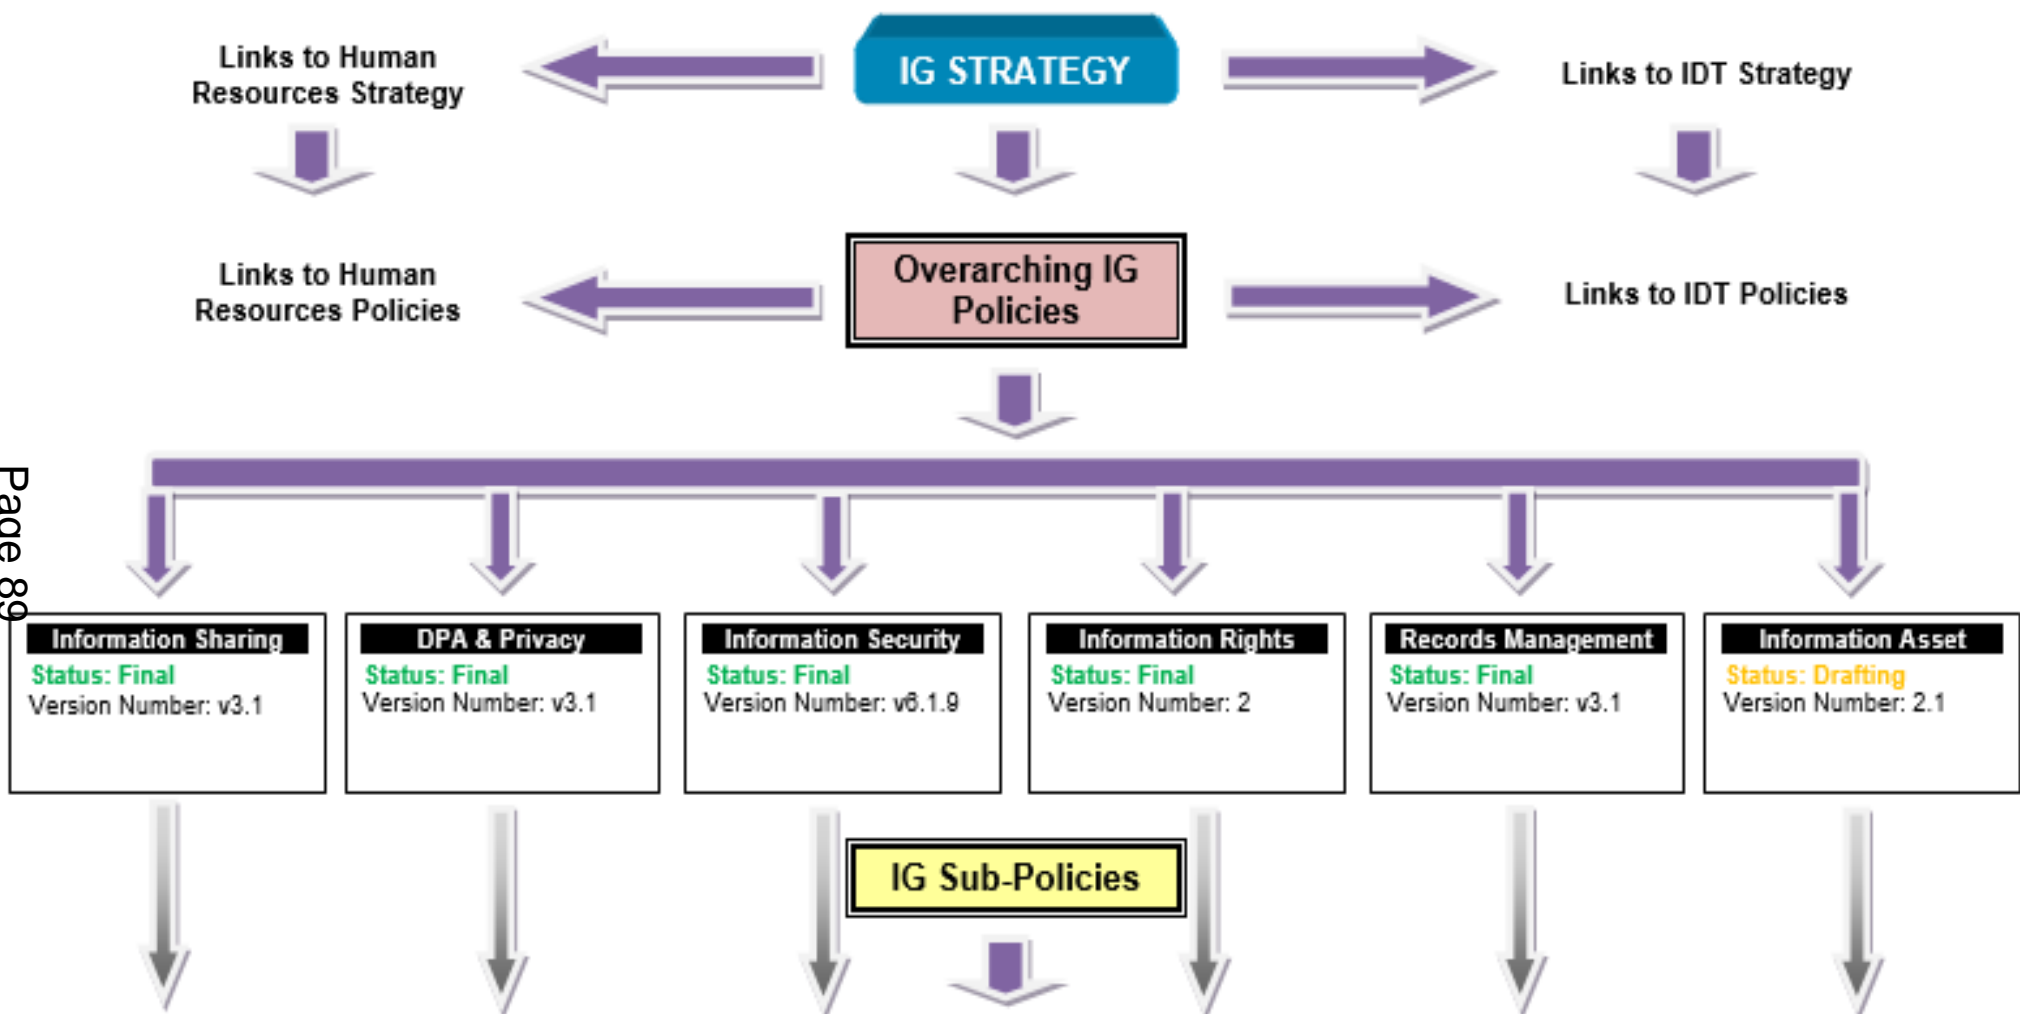 Links to Human
Resources Strategy
IG STRATEGY
Links to IDT Strategy
Links to Human
Resources Policies
Overarching IG
Policies
Links to IDT Policies
Page 89
Information Sharing
Status: Final
Version Number: v3.1
DPA & Privacy
Status: Final
Version Number: v3.1
Information Security
Status: Final
Version Number: v6.1.9
Information Rights
Status: Final
Version Number: 2
Records Management
Status: Final
Version Number: v3.1
Information Asset
Status: Drafting
Version Number: 2.1
IG Sub-Policies